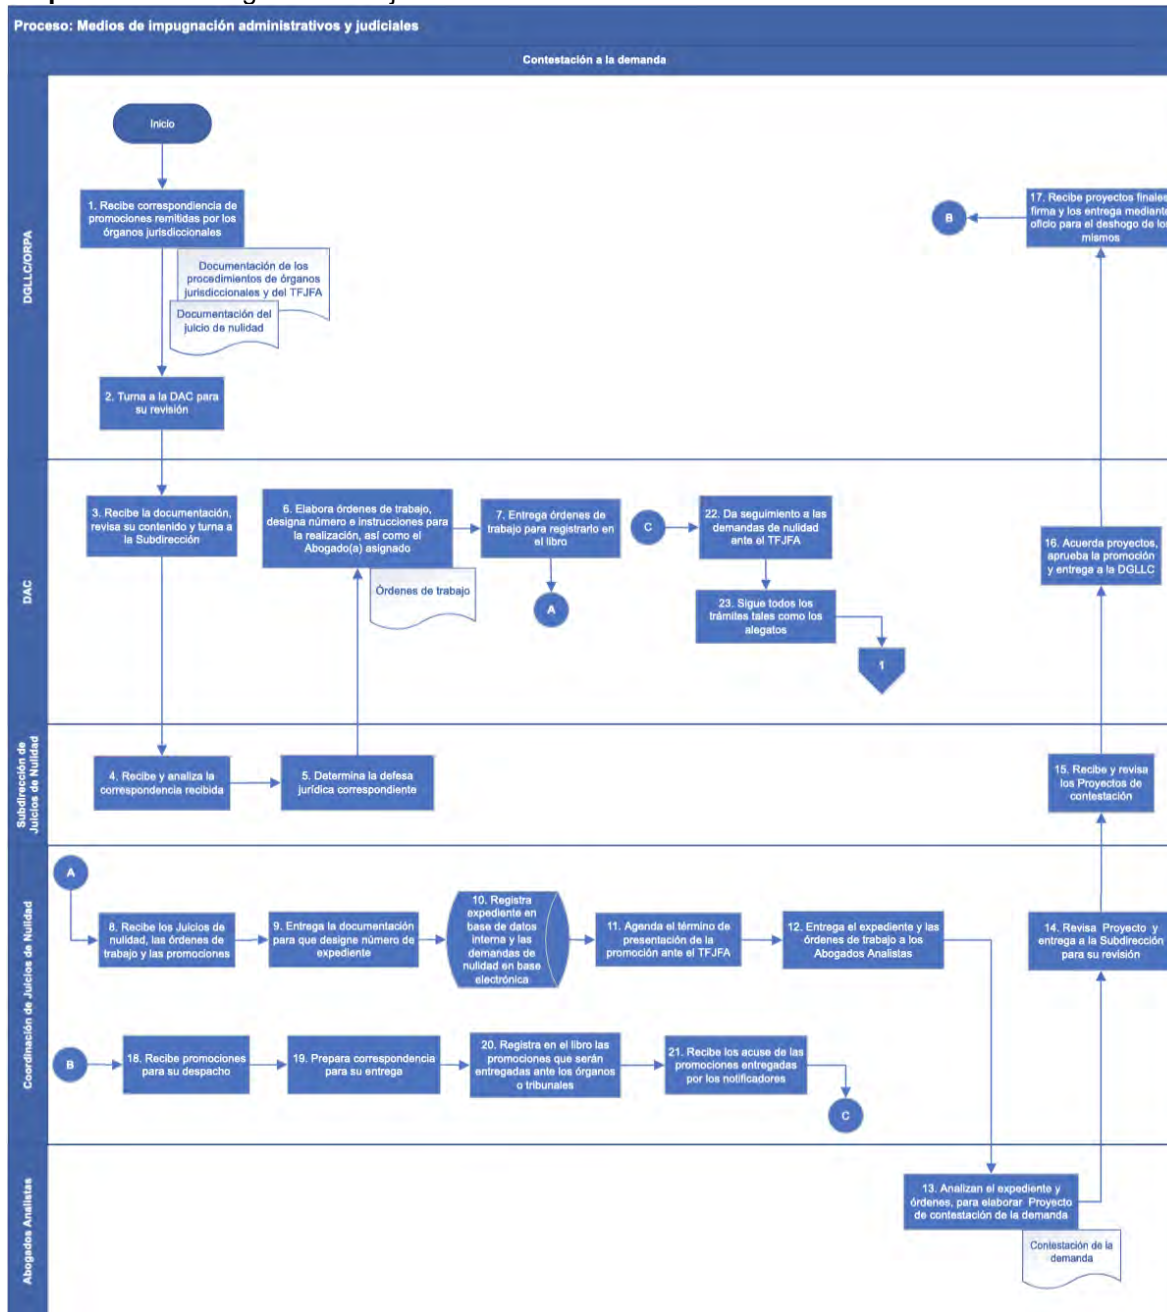 Proceso: Medios de impugnación administrativos y judiciales
Contestación a la demanda
DGLLC/ORPA
Inicio
1. Recibe correspondiencia de
promociones remitidas por los
órganos jurisdiccionales
Documentación de los
procedimientos de órganos
jurisdiccionales y del TFJFA
Documentación del
juicio de nulidad
2. Turna a la DAC para
su revisión
B
17. Recibe proyectos finales
firma y los entrega mediante
oficio para el deshogo de los
mismos
DAC
3. Recibe la documentación,
revisa su contenido y turna a
la Subdirección
6. Elabora órdenes de trabajo,
designa número e instrucciones para
la realización, así como el
Abogado(a) asignado
Órdenes de trabajo
7. Entrega órdenes de
trabajo para registrarlo en
el libro
A
C
22. Da seguimiento a las
demandas de nulidad
ante el TFJFA
23. Sigue todos los
trámites tales como los
alegatos
1
16. Acuerda proyectos,
aprueba la promoción
y entrega a la DGLLC
Subdirección de
Juicios de Nulidad
4. Recibe y analiza la
correspondencia recibida
5. Determina la defesa
jurídica correspondiente
15. Recibe y revisa
los Proyectos de
contestación
Coordinación de Juicios de Nulidad
A
8. Recibe los Juicios de
nulidad, las órdenes de
trabajo y las promociones
9. Entrega la documentación
para que designe número de
expediente
10. Registra
expediente en
base de datos
interna y las
demandas de
nulidad en base
electrónica
11. Agenda el término de
presentación de la
promoción ante el TFJFA
12. Entrega el expediente y las
órdenes de trabajo a los
Abogados Analistas
14. Revisa Proyecto y
entrega a la Subdirección
para su revisión
B
18. Recibe promociones
para su despacho
19. Prepara correspondencia
para su entrega
20. Registra en el libro las
promociones que serán
entregadas ante los órganos
o tribunales
21. Recibe los acuse de las
promociones entregadas
por los notificadores
C
Abogados Analistas
13. Analizan el expediente y
órdenes, para elaborar Proyecto
de contestación de la demanda
Contestación de la
demanda